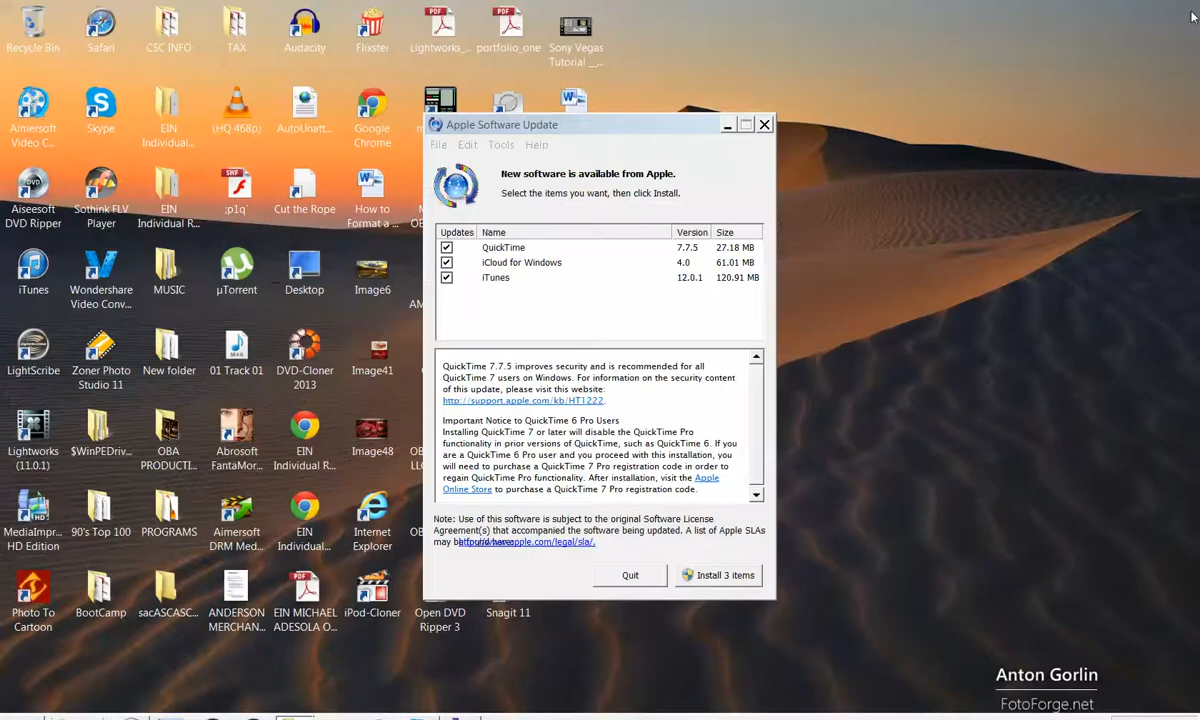 Recycle Bin
Safari
CSC INFO
TAX
Audacity
Flixster
Lightworks_...
portfolio_one
Sony Vegas
Tutorial __...
Aimersoft
Video C...
Skype
EIN
Individual...
(HQ 468p)
AutoUnatt...
Google
Chrome
Aiseesoft
DVD Ripper
Sothink FLV
Player
EIN
Individual R...
;p1q`
Cut the Rope
How to
Format a ...
iTunes
Wondershare
Video Conv...
MUSIC
µTorrent
Desktop
Image6
LightScribe
Zoner Photo
Studio 11
New folder
01 Track 01
DVD-Cloner
2013
Image41
Lightworks
(11.0.1)
$WinPEDriv...
OBA
PRODUCTI...
Abrosoft
FantaMor...
EIN
Individual R...
Image48
MediaImpr...
HD Edition
90's Top 100
PROGRAMS
Aimersoft
DRM Med...
EIN
Individual...
Internet
Explorer
Photo To
Cartoon
BootCamp
sacASCASC...
ANDERSON
MERCHAN...
EIN MICHAEL
ADESOLA O...
iPod-Cloner
Open DVD
Ripper 3
Snagit 11
Apple Software Update
File Edit Tools Help
New software is available from Apple.
Select the items you want, then click Install.
Updates Name Version Size
QuickTime 7.7.5 27.18 MB
iCloud for Windows 4.0 61.01 MB
iTunes 12.0.1 120.91 MB
QuickTime 7.7.5 improves security and is recommended for all
QuickTime 7 users on Windows. For information on the security content
of this update, please visit this website:
http://support.apple.com/kb/HT1222.
Important Notice to QuickTime 6 Pro Users
Installing QuickTime 7 or later will disable the QuickTime Pro
functionality in prior versions of QuickTime, such as QuickTime 6. If you
are a QuickTime 6 Pro user and you proceed with this installation, you
will need to purchase a QuickTime 7 Pro registration code in order to
regain QuickTime Pro functionality. After installation, visit the Apple
Online Store to purchase a QuickTime 7 Pro registration code.
Note: Use of this software is subject to the original Software License
Agreement(s) that accompanied the software being updated. A list of Apple SLAs
may be
Quit
Install 3 items
Anton Gorlin
FotoForge.net